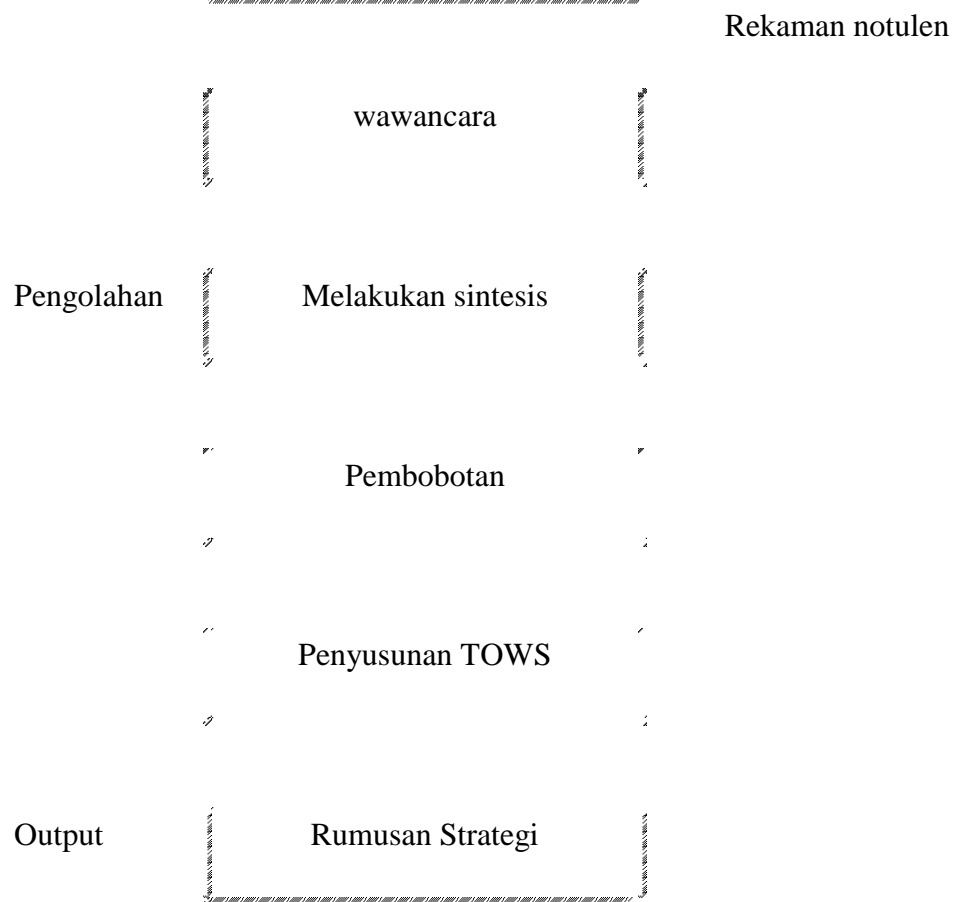 Rekaman notulen
wawancara
Pengolahan Melakukan sintesis
Pembobotan
Penyusunan TOWS
Output Rumusan Strategi